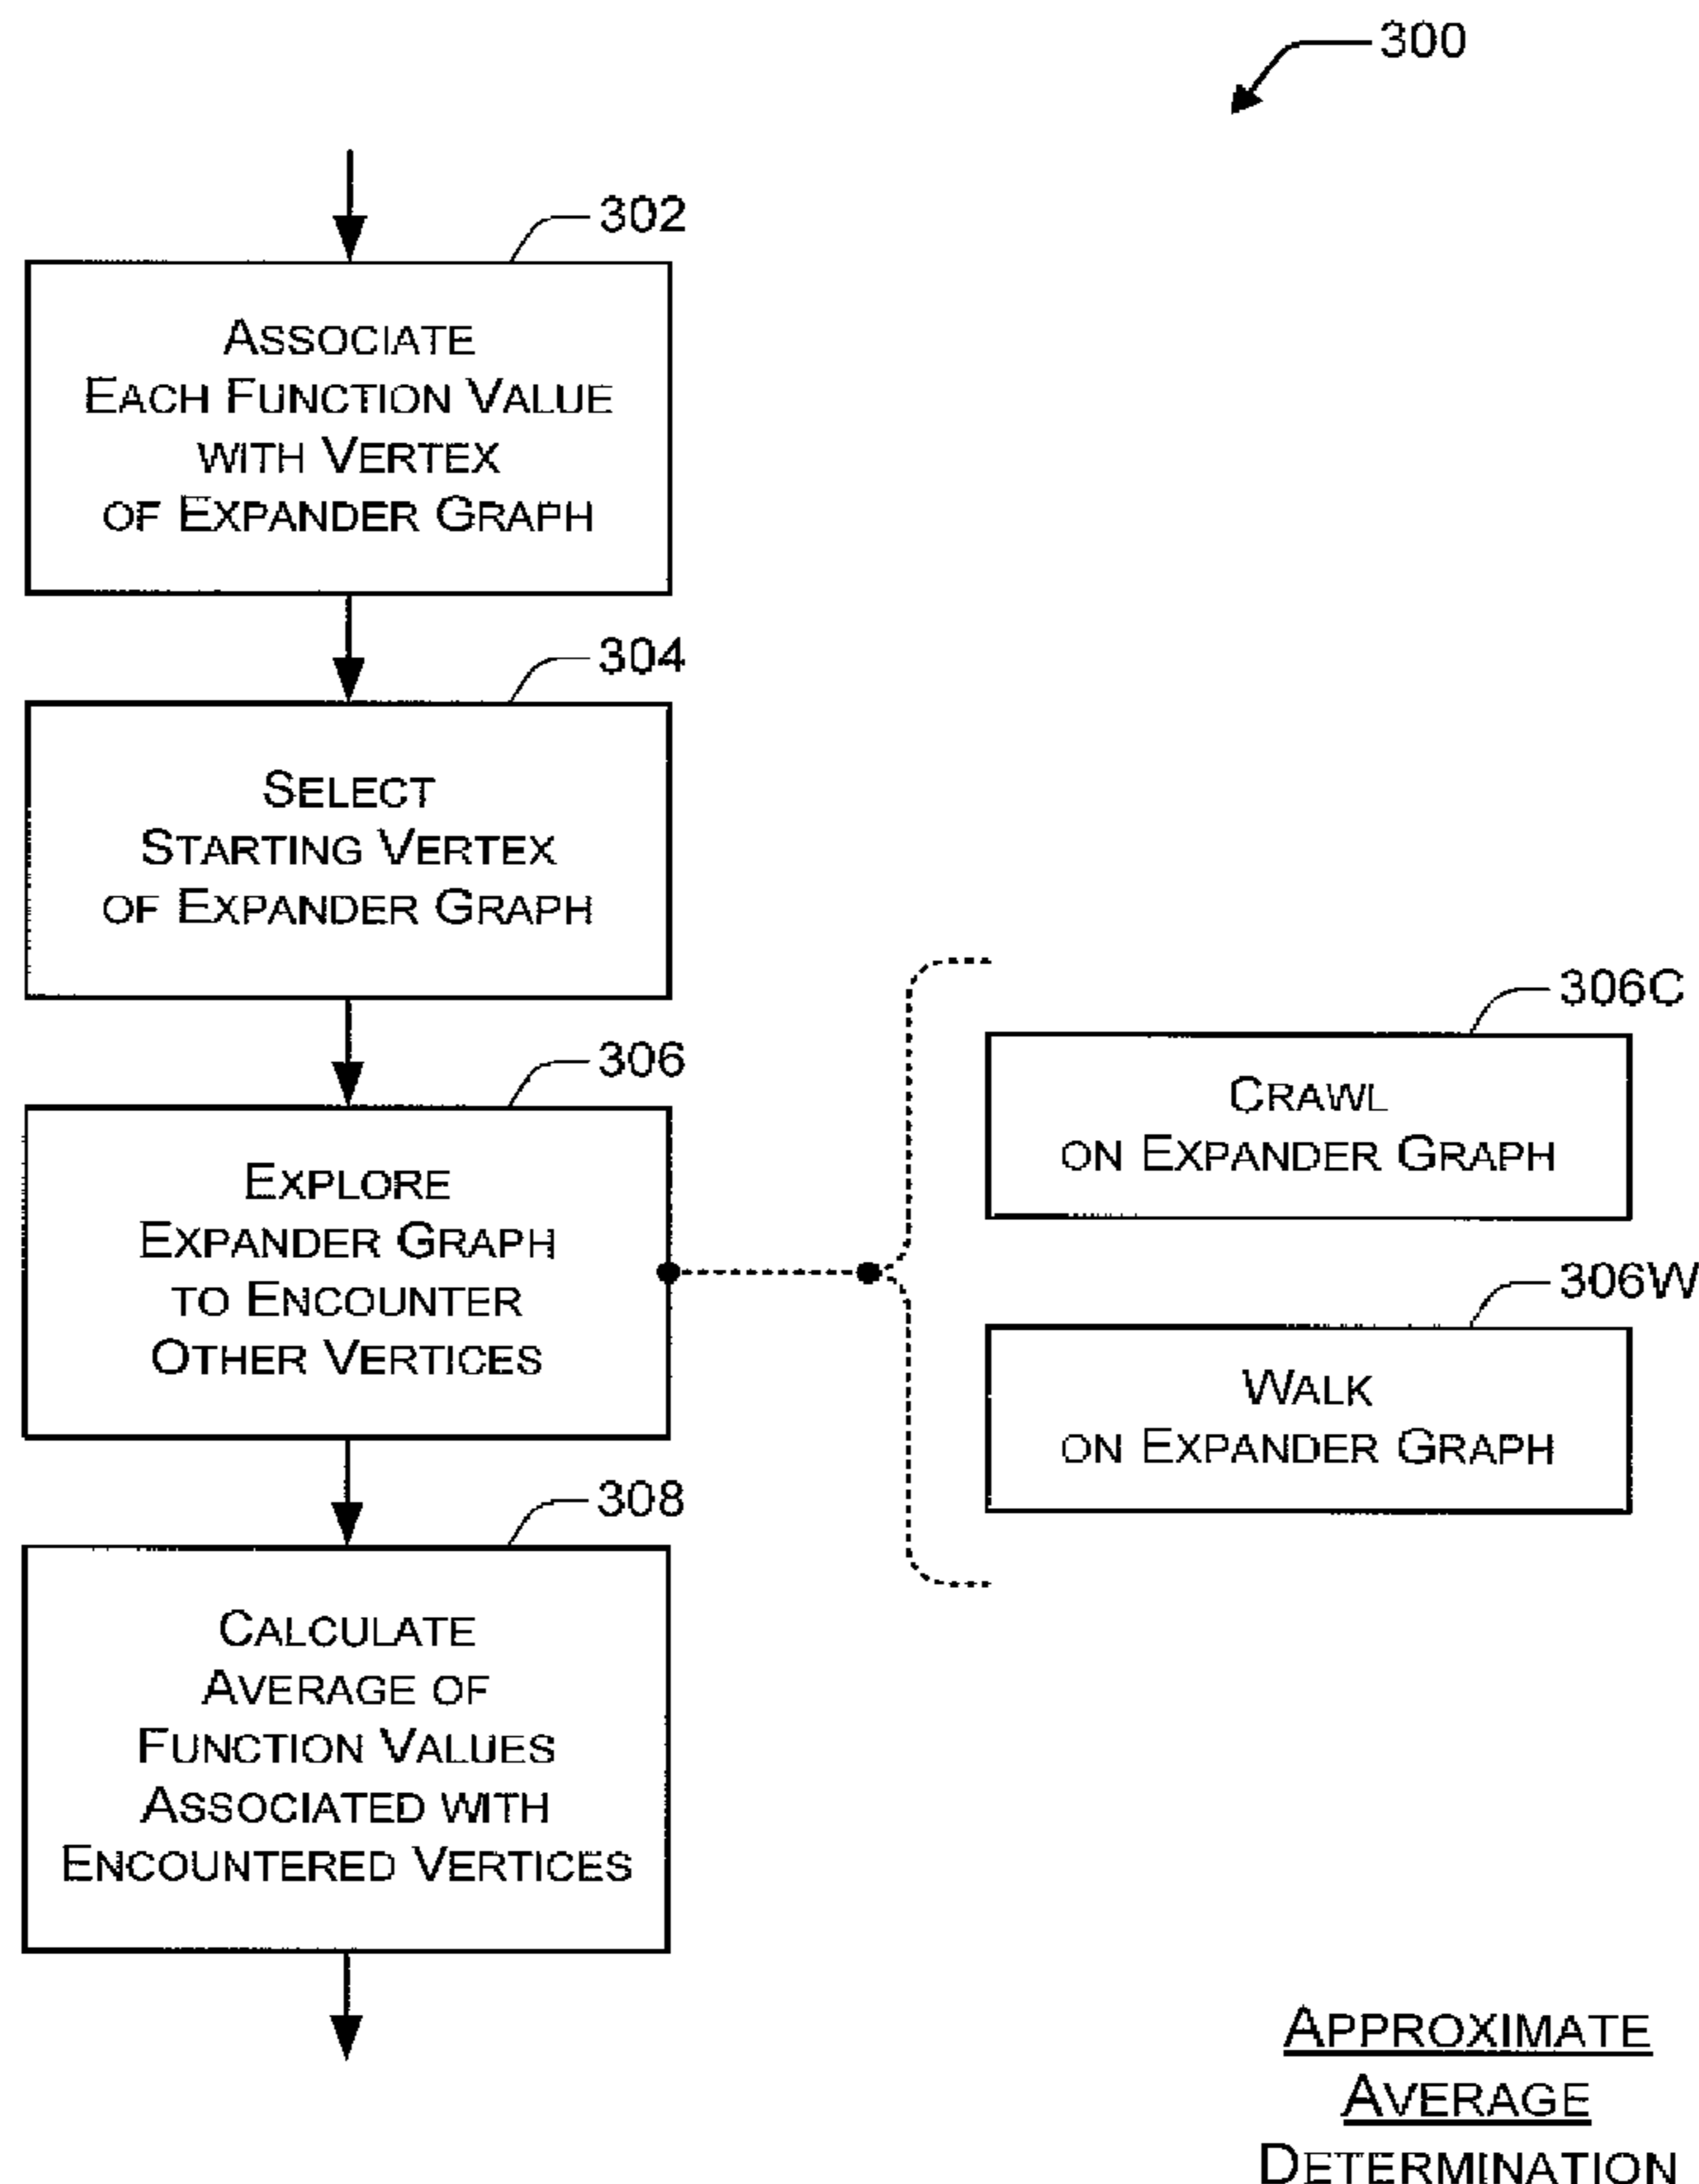 300
302
ASSOCIATE
EACH FUNCTION VALUE
WITH VERTEX
OF EXPANDER GRAPH
304
SELECT
STARTING VERTEX
OF EXPANDER GRAPH
306
EXPLORE
EXPANDER GRAPH
TO ENCOUNTER
OTHER VERTICES
306C
CRAWL
ON EXPANDER GRAPH
306W
WALK
ON EXPANDER GRAPH
308
CALCULATE
AVERAGE OF
FUNCTION VALUES
ASSOCIATED WITH
ENCOUNTERED VERTICES
APPROXIMATE
AVERAGE
DETERMINATION